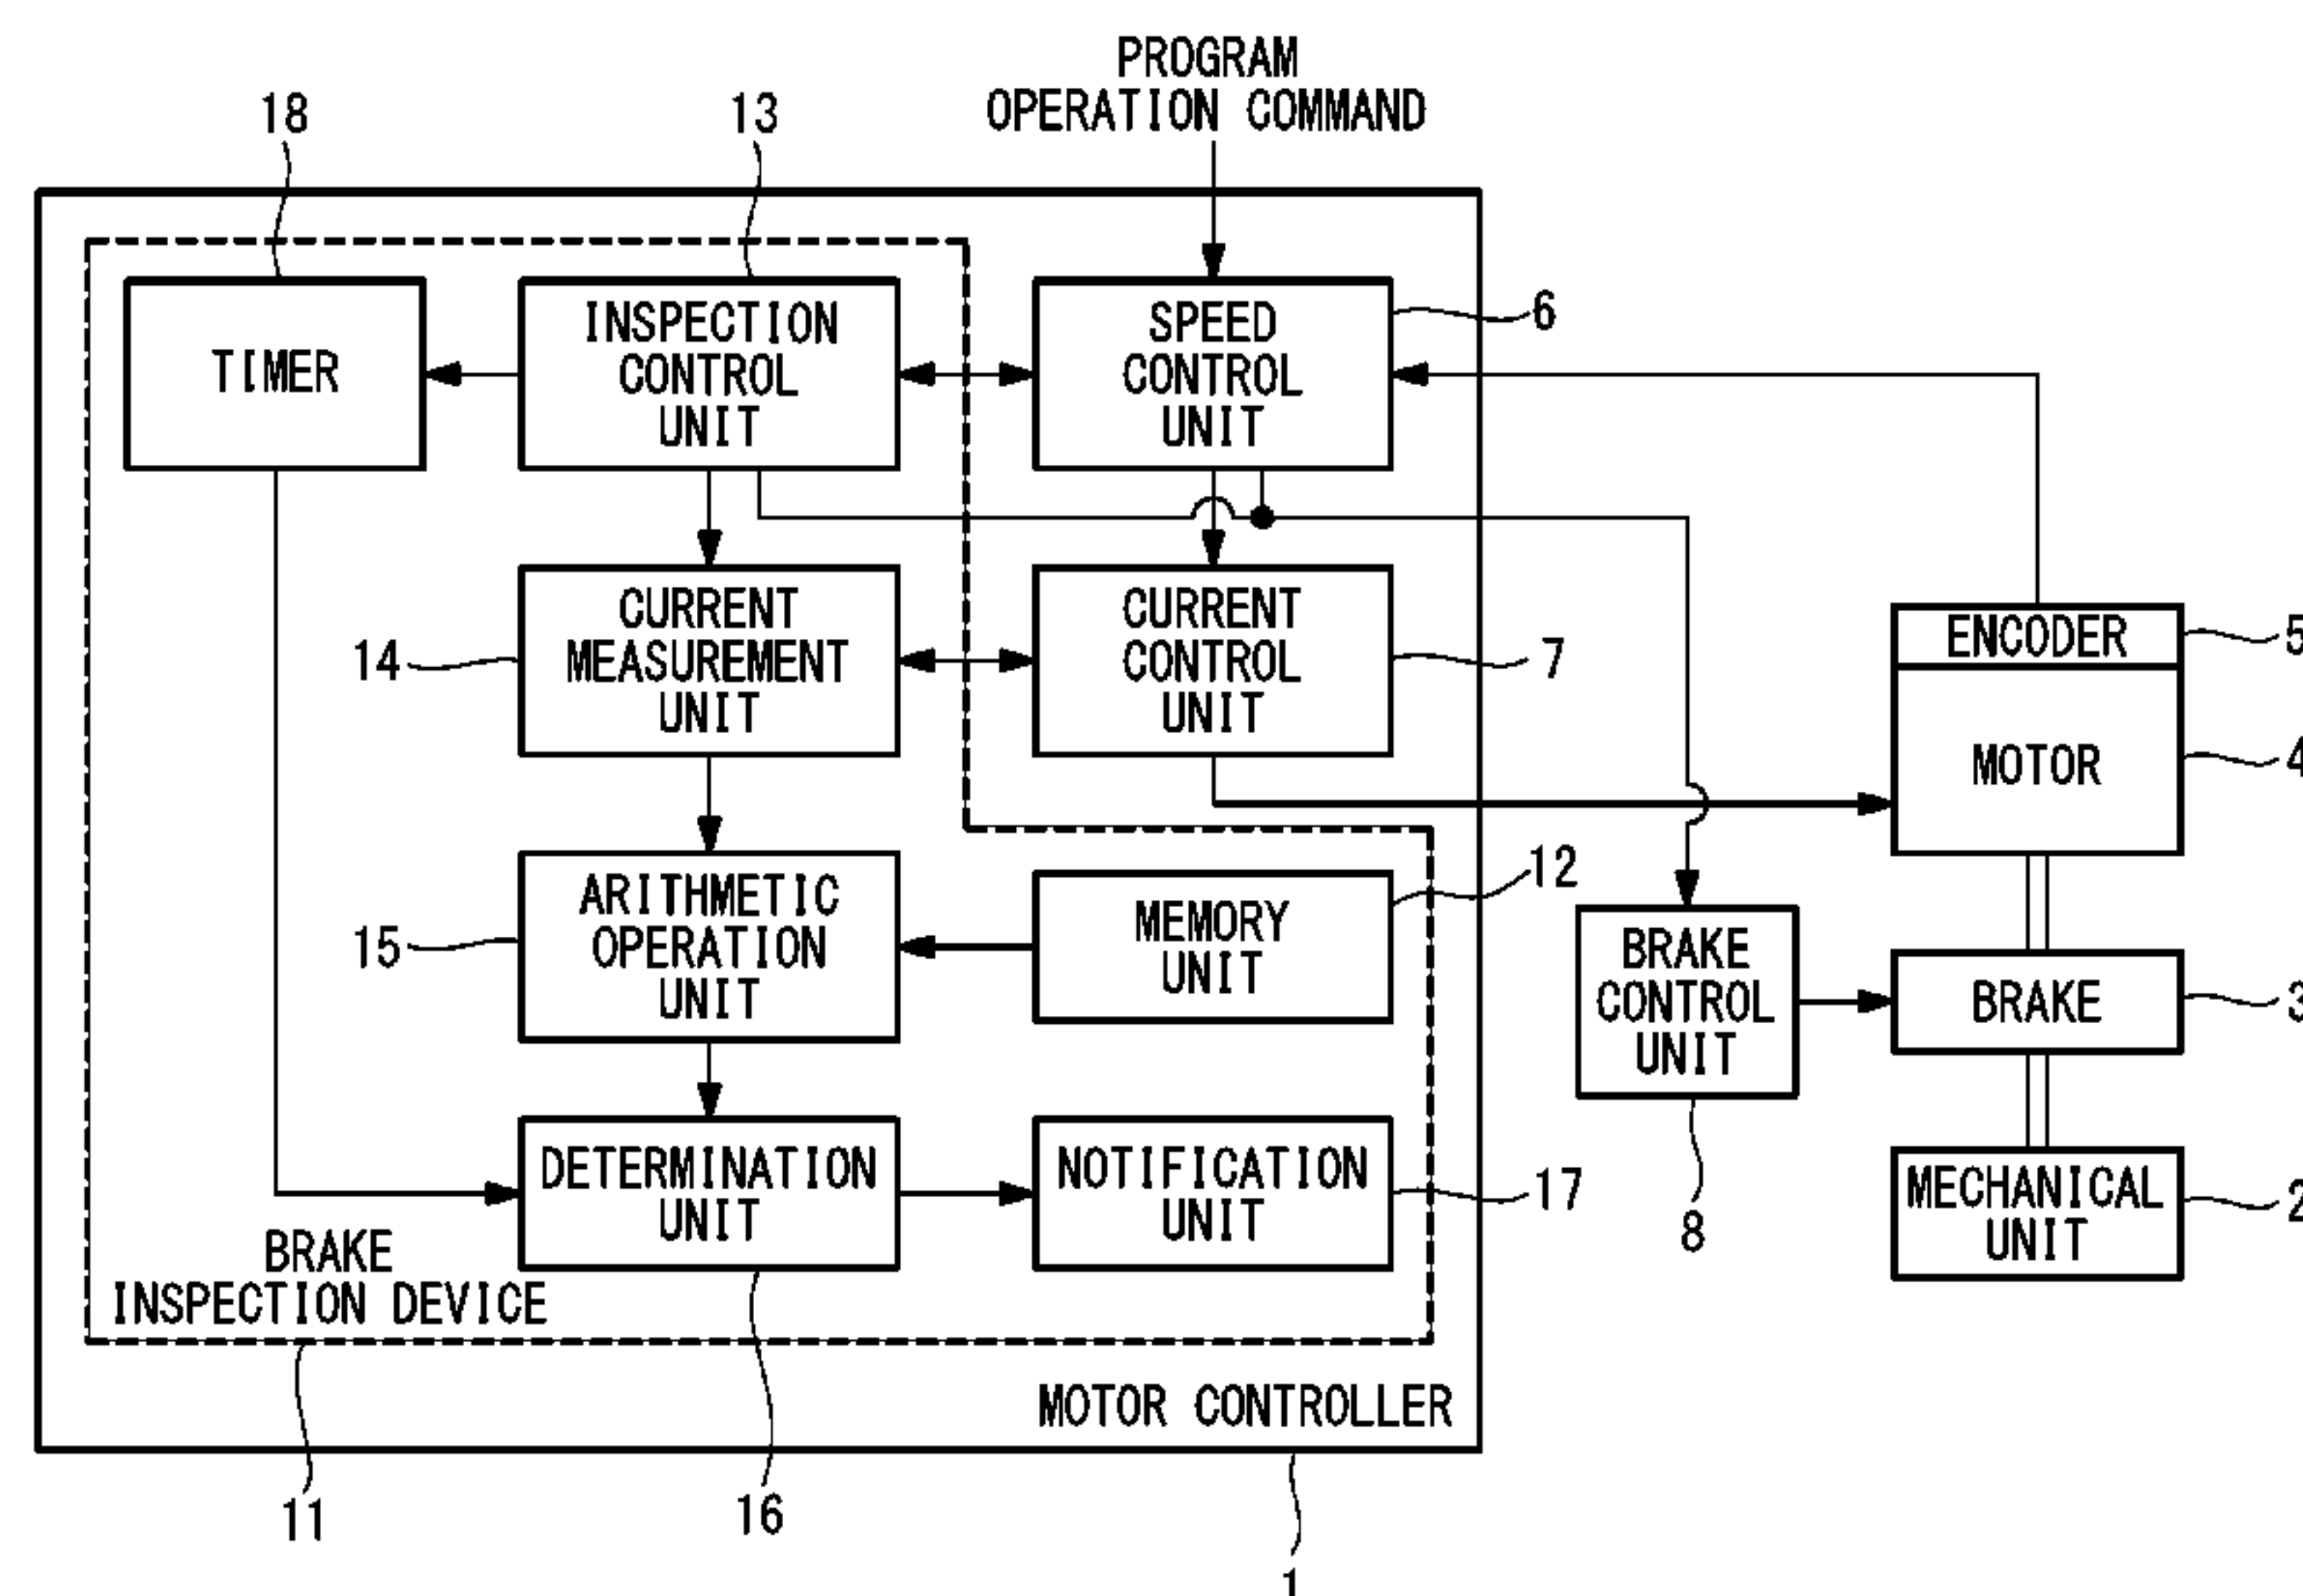 PROGRAM
OPERATION COMMAND
18
13
TIMER
INSPECTION
CONTROL
UNIT
SPEED
CONTROL
UNIT
6
CURRENT
MEASUREMENT
UNIT
14
CURRENT
CONTROL
UNIT
7
ENCODER
5
MOTOR
4
ARITHMETIC
OPERATION
UNIT
15
MEMORY
UNIT
12
BRAKE
CONTROL
UNIT
8
BRAKE
3
DETERMINATION
UNIT
NOTIFICATION
UNIT
17
MECHANICAL
UNIT
2
BRAKE
INSPECTION DEVICE
MOTOR CONTROLLER
11
16
1